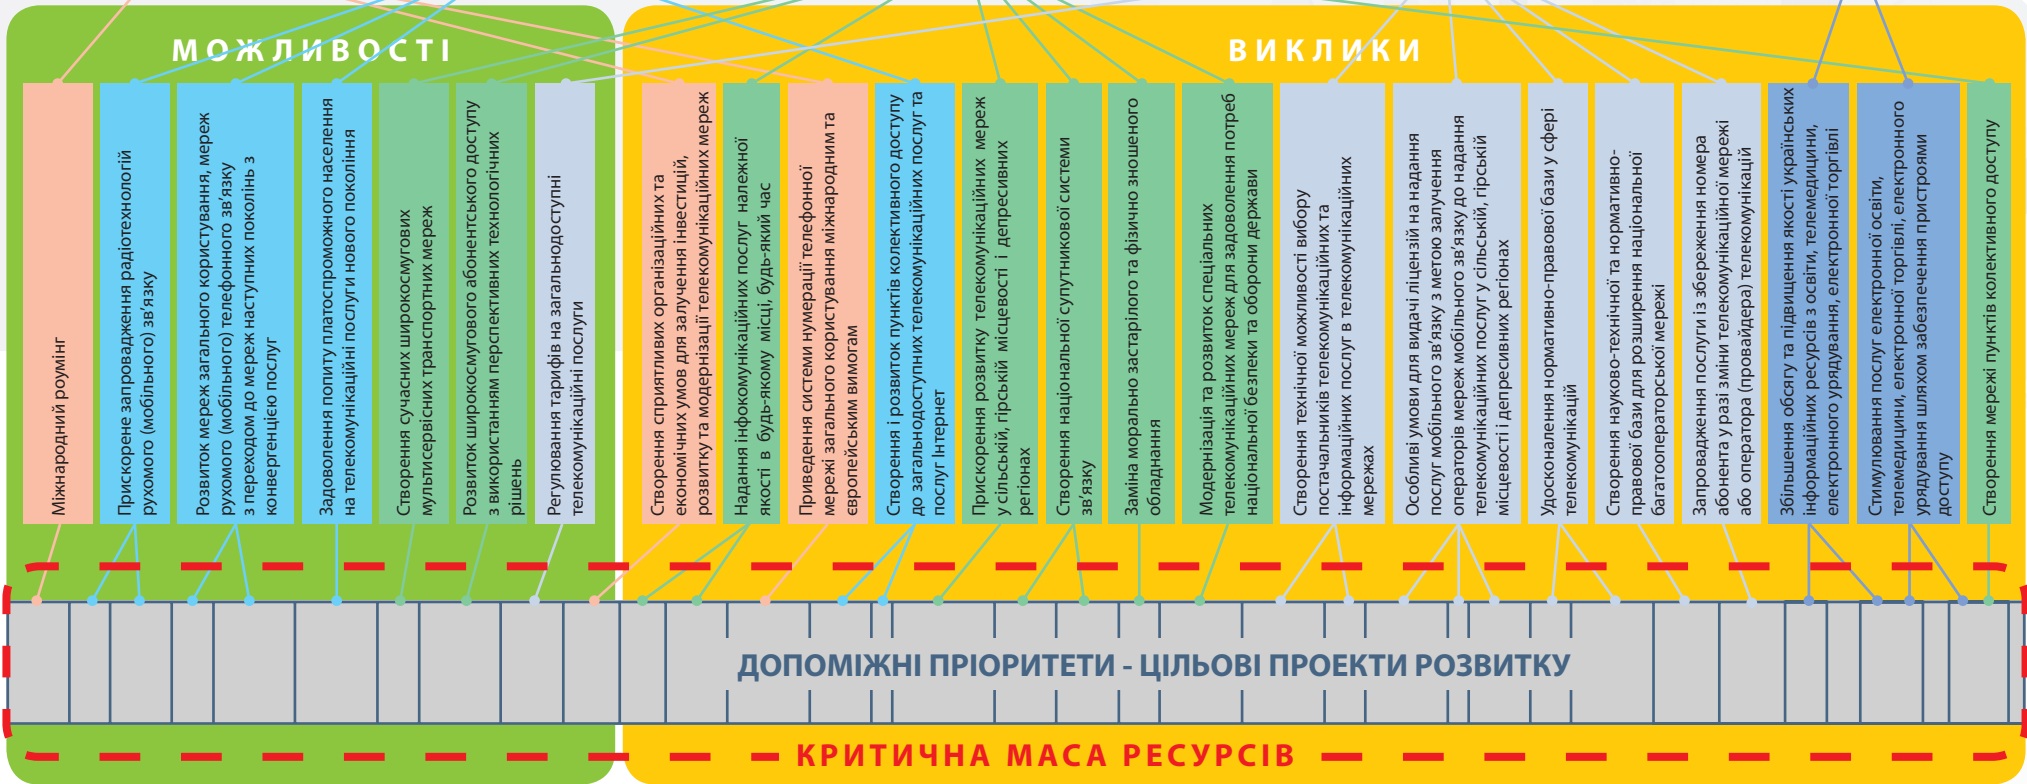 МОЖЛИВОСТІ
ВИКЛИКИ
Міжнародний роумінг
Прискорене запровадження радіотехнологій
рухомого (мобільного) зв'язку
Розвиток мереж загального користування, мереж
рухомого (мобільного) телефонного зв'язку
з переходом до мереж наступних поколінь з
конвергенцією послуг
Задоволення попиту платоспроможного населення
на телекомунікаційні послуги нового покоління
Створення сучасних широкосмугових
мультисервісних транспортних мереж
Розвиток широкосмугового абонентського доступу
з використанням перспективних технологічних
рішень
Регулювання тарифів на загальнодоступні
телекомунікаційні послуги
Створення сприятливих організаційних та
економічних умов для залучення інвестицій,
розвитку та модернізації телекомунікаційних мереж
Надання інфокомунікаційних послуг належної
якості в будь-якому місці, будь-який час
Приведення системи нумерації телефонної
мережі загального користування міжнародним та
європейським вимогам
Створення і розвиток пунктів колективного доступу
до загальнодоступних телекомунікаційних послуг та
послуг Інтернет
Прискорення розвитку телекомунікаційних мереж
у сільській, гірській місцевості і депресивних
регіонах
Створення національної супутникової системи
зв'язку
Заміна морально застарілого та фізично зношеного
обладнання
Модернізація та розвиток спеціальних
телекомунікаційних мереж для задоволення потреб
національної безпеки та оборони держави
Створення технічної можливості вибору
постачальників телекомунікаційних та
інформаційних послуг в телекомунікаційних
мережах
Особливі умови для видачі ліцензій на надання
послуг мобільного зв'язку з метою залучення
операторів мереж мобільного зв'язку до надання
телекомунікаційних послуг у сільській, гірській
місцевості і депресивних регіонах
Удосконалення нормативно-правової бази у сфері
телекомунікацій
Створення науково-технічної та нормативно-
правової бази для розширення національної
багатооператорської мережі
Запровадження послуги із збереження номера
абонента у разі зміни телекомунікаційної мережі
або оператора (провайдера) телекомунікацій
Збільшення обсягу та підвищення якості українських
інформаційних ресурсів з освіти, телемедицини,
електронного урядування, електронної торгівлі
Стимулювання послуг електронної освіти,
телемедицини, електронної торгівлі, електронного
урядування шляхом забезпечення пристроями
доступу
Створення мережі пунктів колективного доступу
ДОПОМІЖНІ ПРІОРИТЕТИ - ЦІЛЬОВІ ПРОЕКТИ РОЗВИТКУ
КРИТИЧНА МАСА РЕСУРСІВ